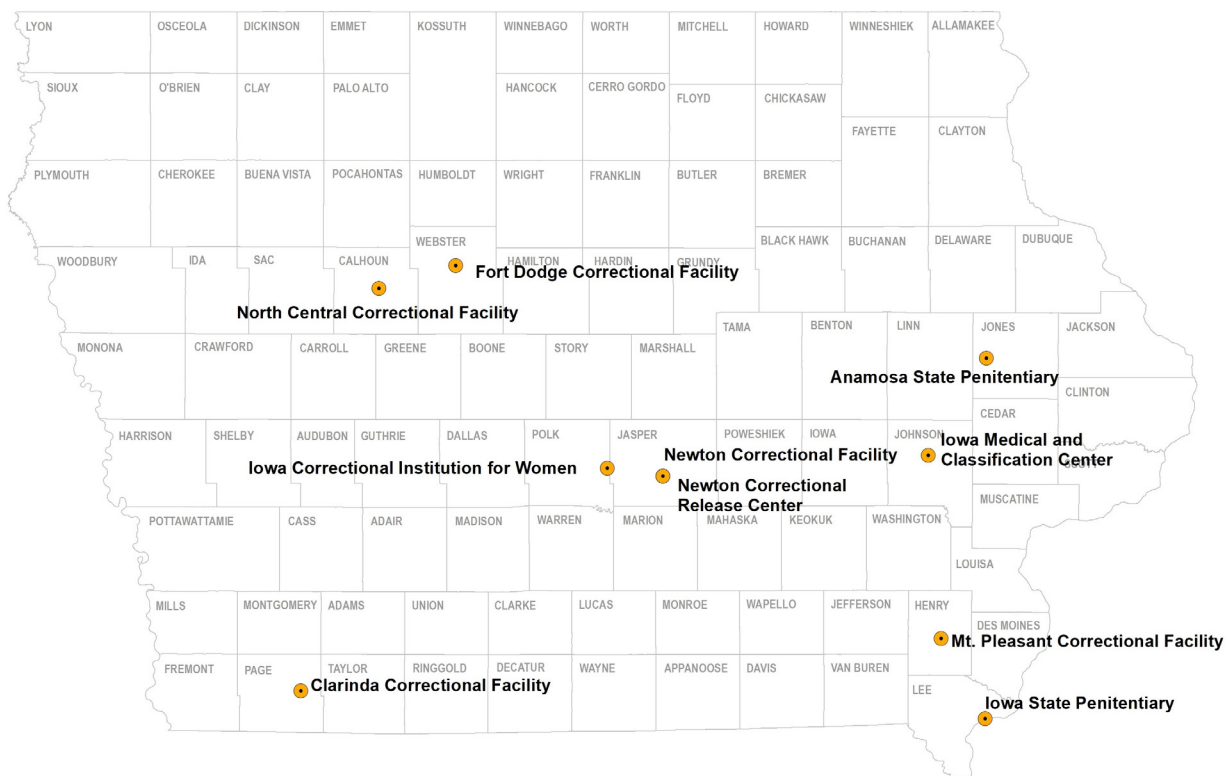 LYON
OSCEOLA
DICKINSON
EMMET
KOSSUTH
WINNEBAGO
WORTH
MITCHELL
HOWARD
WINNESHIEK
ALLAMAKEE
SIOUX
O'BRIEN
CLAY
PALO ALTO
HANCOCK
CERRO GORDO
FLOYD
CHICKASAW
FAYETTE
CLAYTON
PLYMOUTH
CHEROKEE
BUENA VISTA
POCAHONTAS
HUMBOLDT
WRIGHT
FRANKLIN
BUTLER
BREMER
WEBSTER
BLACK HAWK
BUCHANAN
DELAWARE
DUBUQUE
WOODBURY
IDA
SAC
CALHOUN
HAMILTON
HARDIN
GRUNDY
Fort Dodge Correctional Facility
North Central Correctional Facility
TAMA
BENTON
LINN
JONES
JACKSON
MONONA
CRAWFORD
CARROLL
GREENE
BOONE
STORY
MARSHALL
Anamosa State Penitentiary
CLINTON
CEDAR
HARRISON
SHELBY
AUDUBON
GUTHRIE
DALLAS
POLK
JASPER
POWESHIEK
IOWA
JOHNSON
Iowa Medical and
Classification Center
Newton Correctional Facility
Iowa Correctional Institution for Women
Newton Correctional
Release Center
MUSCATINE
POTTAWATTAMIE
CASS
ADAIR
MADISON
WARREN
MARION
MAHASKA
KEOKUK
WASHINGTON
LOUISA
MILLS
MONTGOMERY
ADAMS
UNION
CLARKE
LUCAS
MONROE
WAPELLO
JEFFERSON
HENRY
DES MOINES
Mt. Pleasant Correctional Facility
FREMONT
PAGE
TAYLOR
RINGGOLD
DECATUR
WAYNE
APPANOOSE
DAVIS
VAN BUREN
LEE
Clarinda Correctional Facility
Iowa State Penitentiary